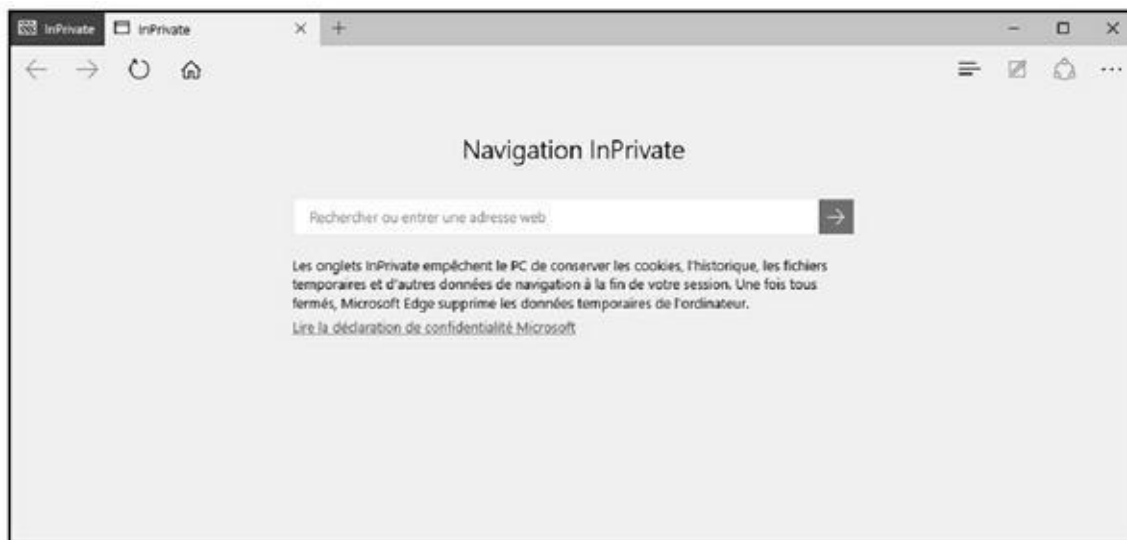 InPrivate InPrivate
Navigation InPrivate
Rechercher ou entrer une adresse web
Les onglets InPrivate empêchent le PC de conserver les cookies, l'historique, les fichiers
temporaires et d'autres données de navigation à la fin de votre session. Une fois tous
fermés, Microsoft Edge supprime les données temporaires de l'ordinateur.
Lire la déclaration de confidentialité Microsoft